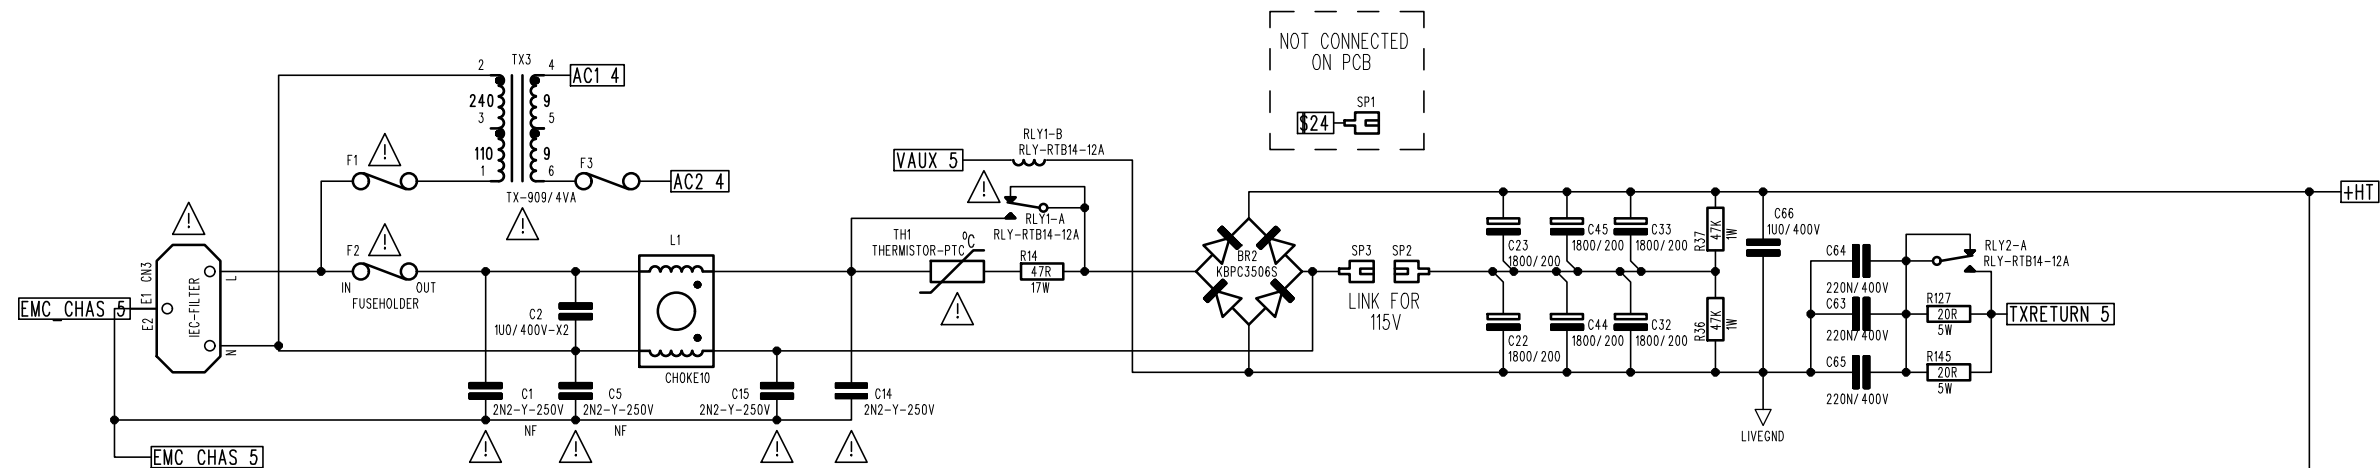 NOT CONNECTED
ON PCB
SP1
$24
TX3
2
4
AC1 4
240
9
3
5
110
9
1
6
F1
F3
AC2 4
TX-909/4VA
RLY1-B
RLY-RTB14-12A
VAUX 5
RLY1-A
RLY-RTB14-12A
TH1
THERMISTOR-PTC
°C
R14
47R
17W
L1
CHOKE10
F2
IN
OUT
FUSEHOLDER
CN3
IEC-FILTER
L
N
E1
E2
EMC_CHAS 5
EMC CHAS 5
C2
1U0/400V-X2
C1
2N2-Y-250V
NF
C5
2N2-Y-250V
NF
C15
2N2-Y-250V
C14
2N2-Y-250V
BR2
KBPC3506S
SP3
SP2
LINK FOR
115V
C23
1800/200
C45
1800/200
C33
1800/200
R37
47K
1W
C22
1800/200
C44
1800/200
C32
1800/200
R36
47K
1W
C66
1U0/400V
LIVEGND
C64
220N/400V
C63
220N/400V
C65
220N/400V
RLY2-A
RLY-RTB14-12A
R127
20R
5W
R145
20R
5W
TXRETURN 5
+HT